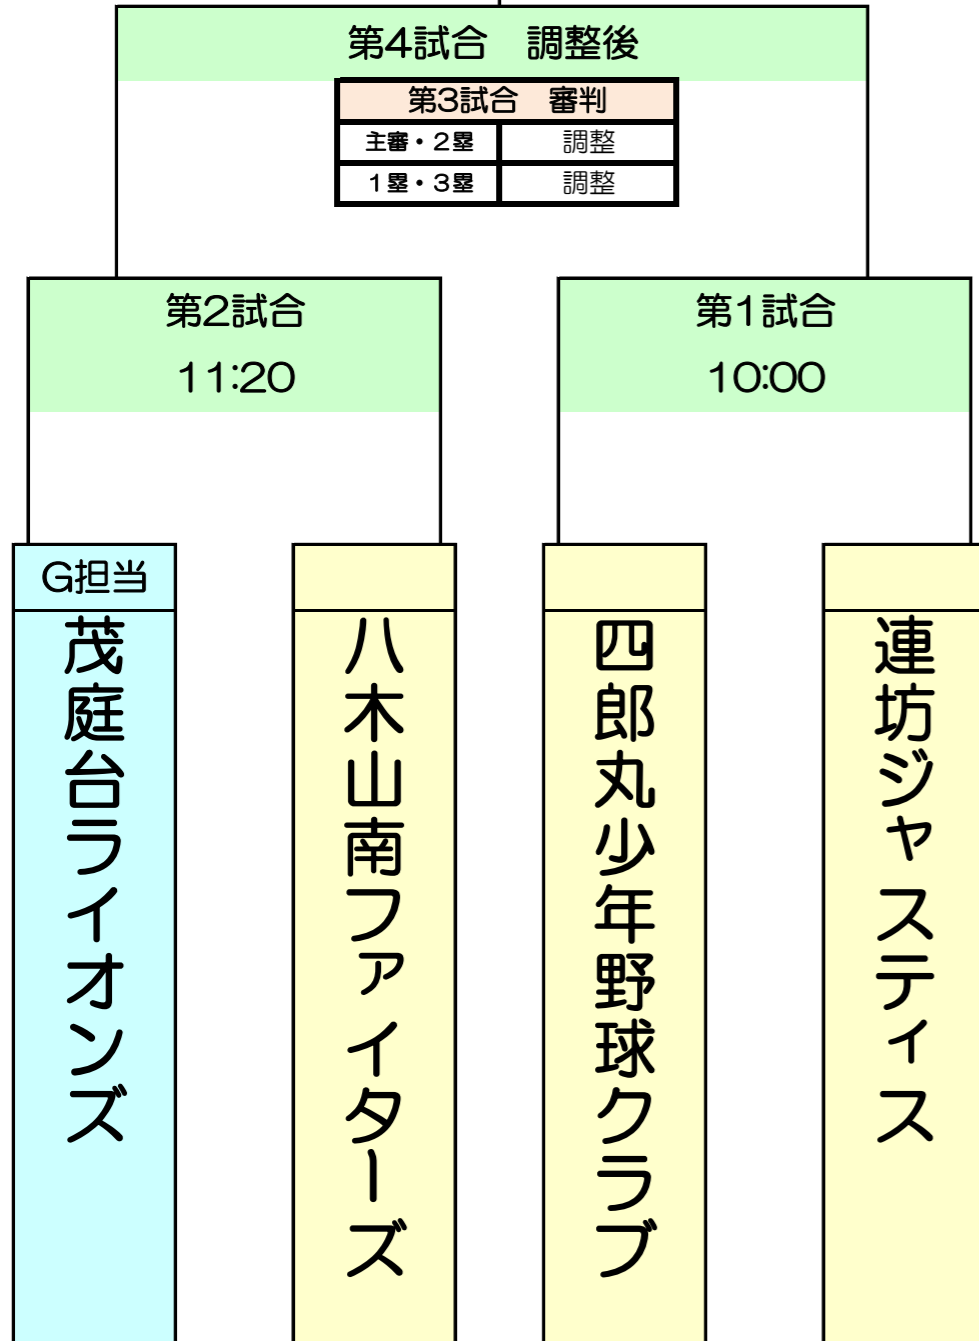 第4試合　調整後
第3試合　審判
主審・2塁　調整
1塁・3塁　調整
第2試合
11:20
第1試合
10:00
G担当
茂庭台ライオンズ
八木山南ファイターズ
四郎丸少年野球クラブ
連坊ジャスティス